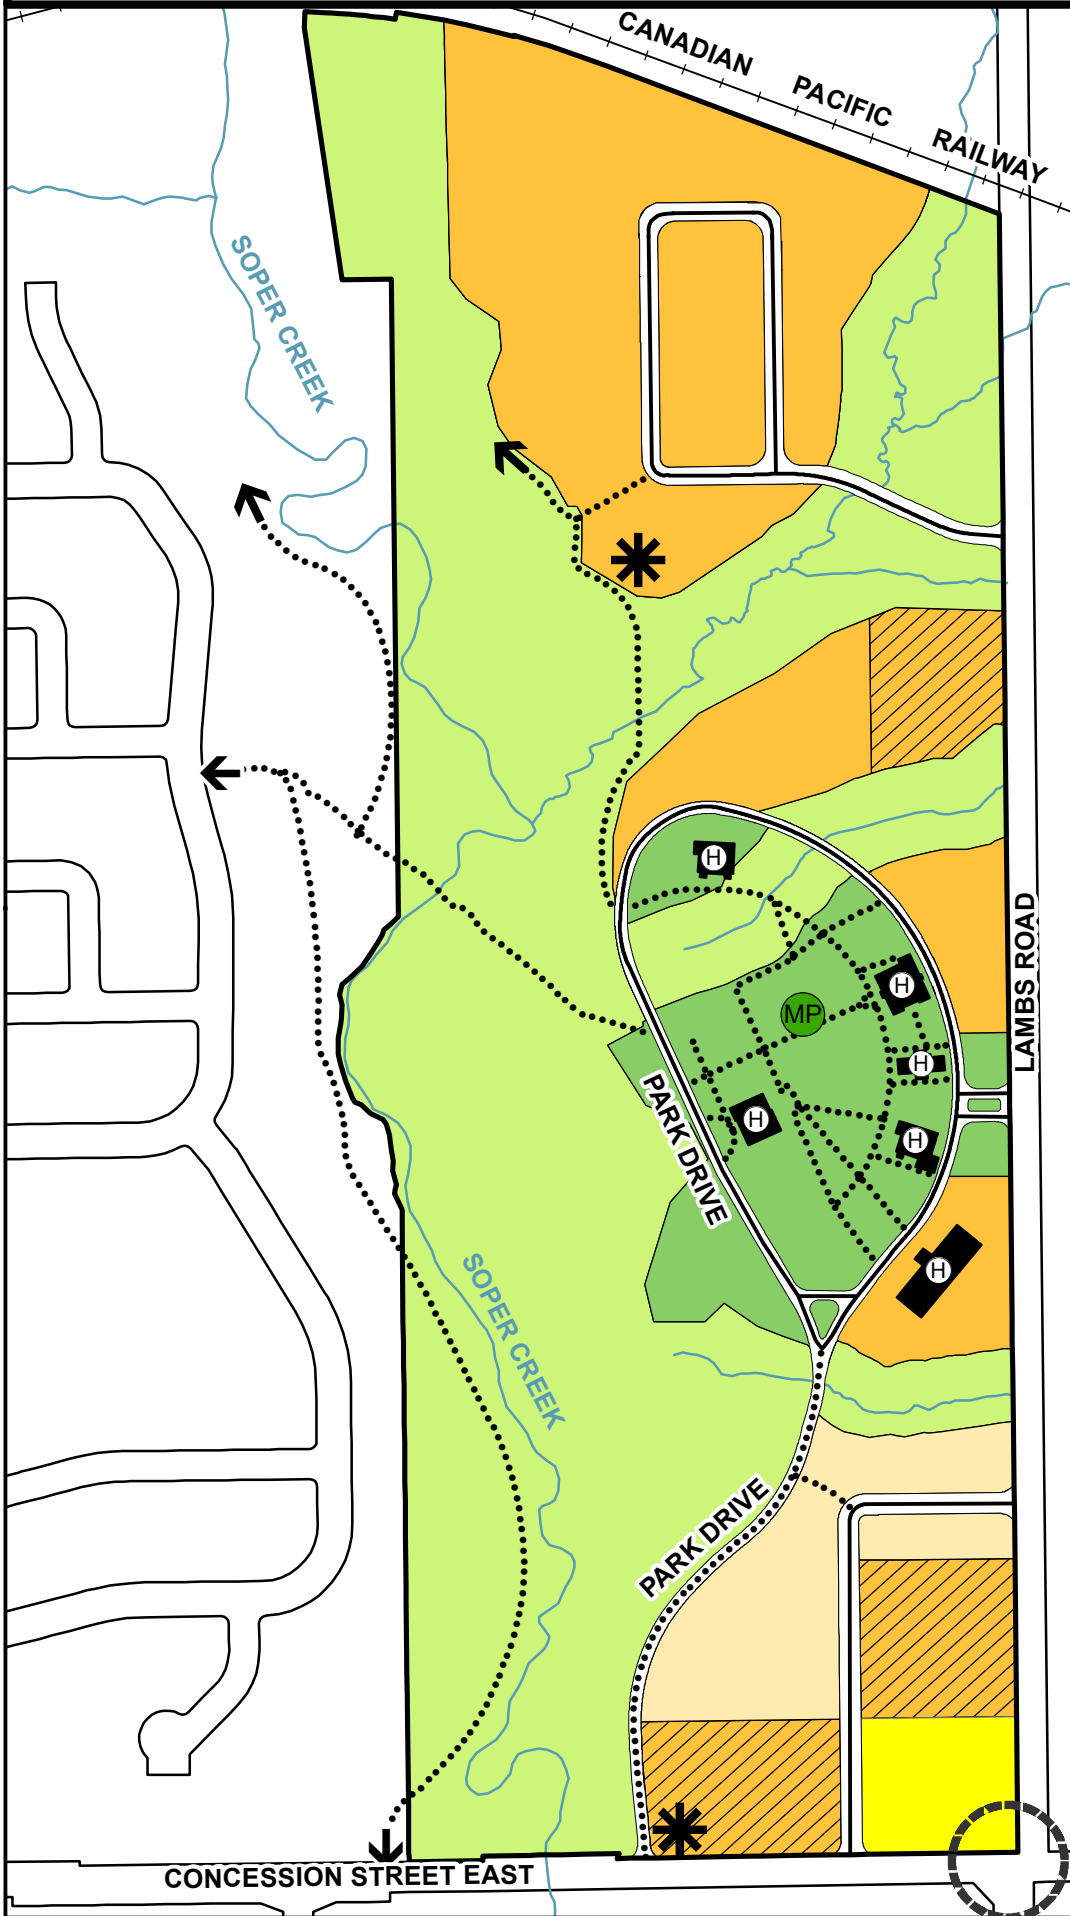 CANADIAN PACIFIC RAILWAY
SOPER CREEK
H
H
MP
LAMBS ROAD
H
PARK DRIVE
H
H
H
SOPER CREEK
PARK DRIVE
CONCESSION STREET EAST